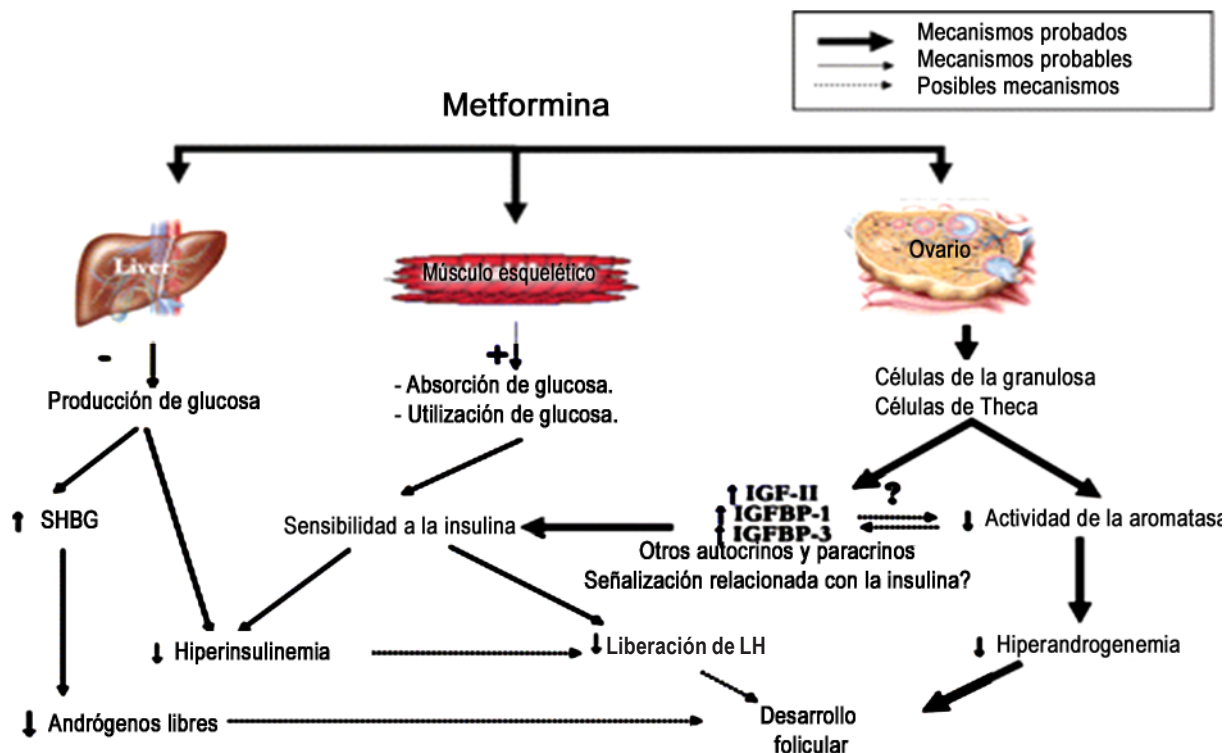 Mecanismos probados
Mecanismos probables
Posibles mecanismos
Metformina
Liver
Músculo esquelético
Ovario
-
+
Producción de glucosa
- Absorción de glucosa.
- Utilización de glucosa.
Células de la granulosa
Células de Theca
↑ SHBG
Sensibilidad a la insulina
↑ IGF-II
↑ IGFBP-1
↑ IGFBP-3
?
↓ Actividad de la aromatasa
Otros autocrinos y paracrinos
Señalización relacionada con la insulina?
↓ Hiperinsulinemia
↓ Liberación de LH
↓ Hiperandrogenemia
↓ Andrógenos libres
Desarrollo
folicular